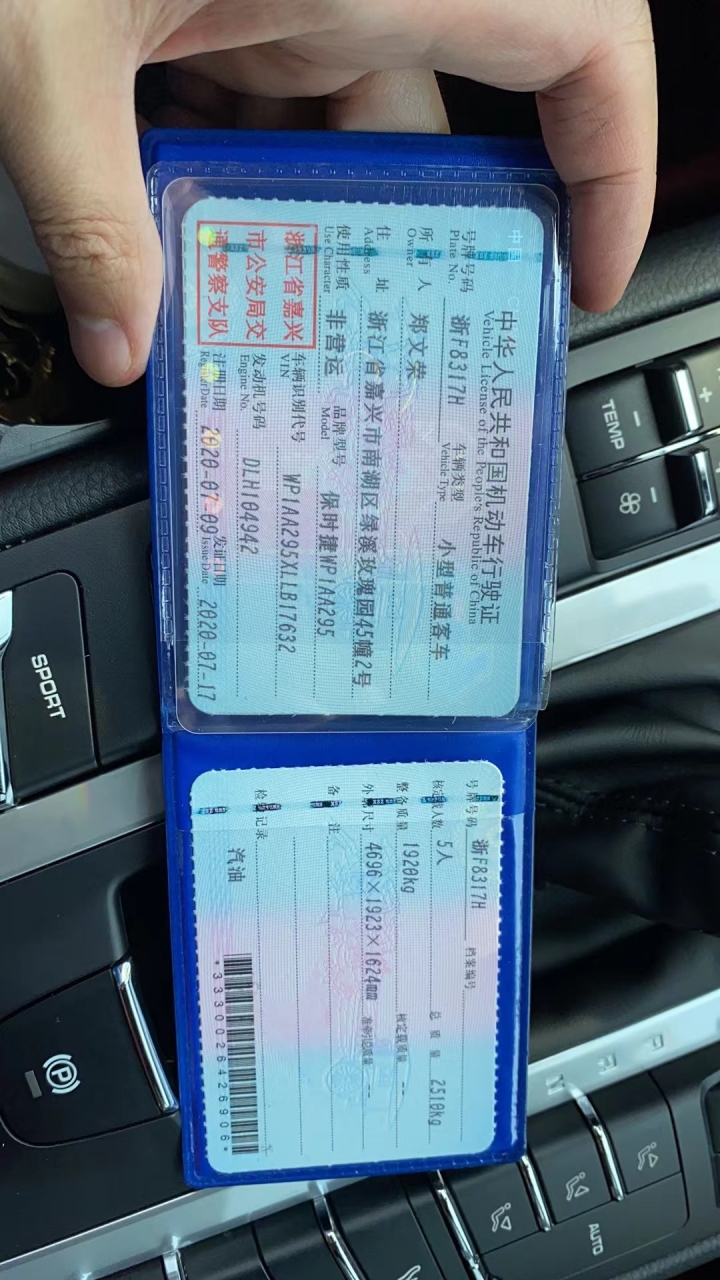 中华人民共和国机动车行驶证
Vehicle License of the People's Republic of China
号牌号码 浙F8317H 车辆类型 小型普通客车
Plate No. Vehicle Type
所有人 郑文荣
Owner
住址 浙江省嘉兴市南湖区绿溪玫瑰园45幢2号
Address
使用性质 非营运 品牌型号 保时捷WP1AA295
Use Character Model
浙江省嘉兴
市公安局交
通警察支队
车辆识别代号 WP1AA295XLLB17632
VIN
发动机号码 DLH104942
Engine No.
注册日期 2020-07-09 发证日期 2020-07-17
Register Date Issue Date
号牌号码 浙F8317H 档案编号
核定载人数 5人 总质量 2510kg
整备质量 1920kg 核定载质量 --
外廓尺寸 4696×1923×1624mm 准牵引总质量 --
备注
检验记录
汽油
*3330026426906*
TEMP
SPORT
P
R
N
AUTO